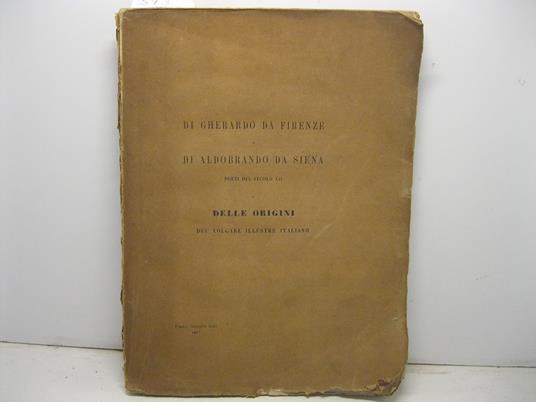 DI GHERARDO DA FIRENZE
E
DI ALDOBRANDO DA SIENA
POETI DEL SECOLO XII
E
DELLE ORIGINI
DEL VOLGARE ILLUSTRE ITALIANO